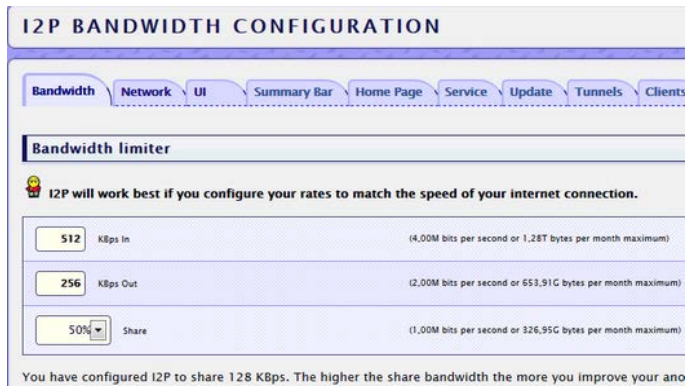 I2P BANDWIDTH CONFIGURATION
Bandwidth Network UI Summary Bar Home Page Service Update Tunnels Clients
Bandwidth limiter
I2P will work best if you configure your rates to match the speed of your internet connection.
512 KBps In (4,00M bits per second or 1,28T bytes per month maximum)
256 KBps Out (2,00M bits per second or 653,91G bytes per month maximum)
50% Share (1,00M bits per second or 326,95G bytes per month maximum)
You have configured I2P to share 128 KBps. The higher the share bandwidth the more you improve your ano